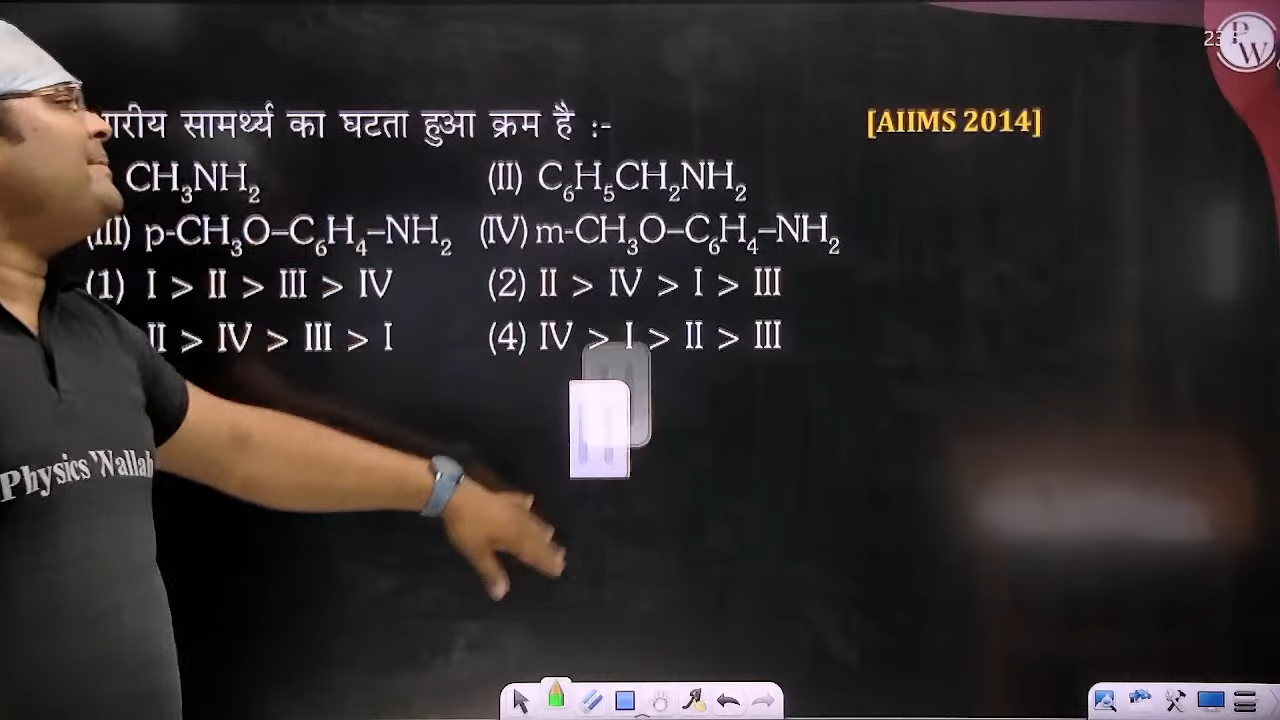 सामर्थ्य का घटता हुआ क्रम है :- [AIIMS 2014]
CH₃NH₂ (II) C₆H₅CH₂NH₂
(III) p-CH₃O–C₆H₄–NH₂ (IV) m-CH₃O–C₆H₄–NH₂
(1) I > II > III > IV (2) II > IV > I > III
II > IV > III > I (4) IV > I > II > III
Physics Wallah
PW